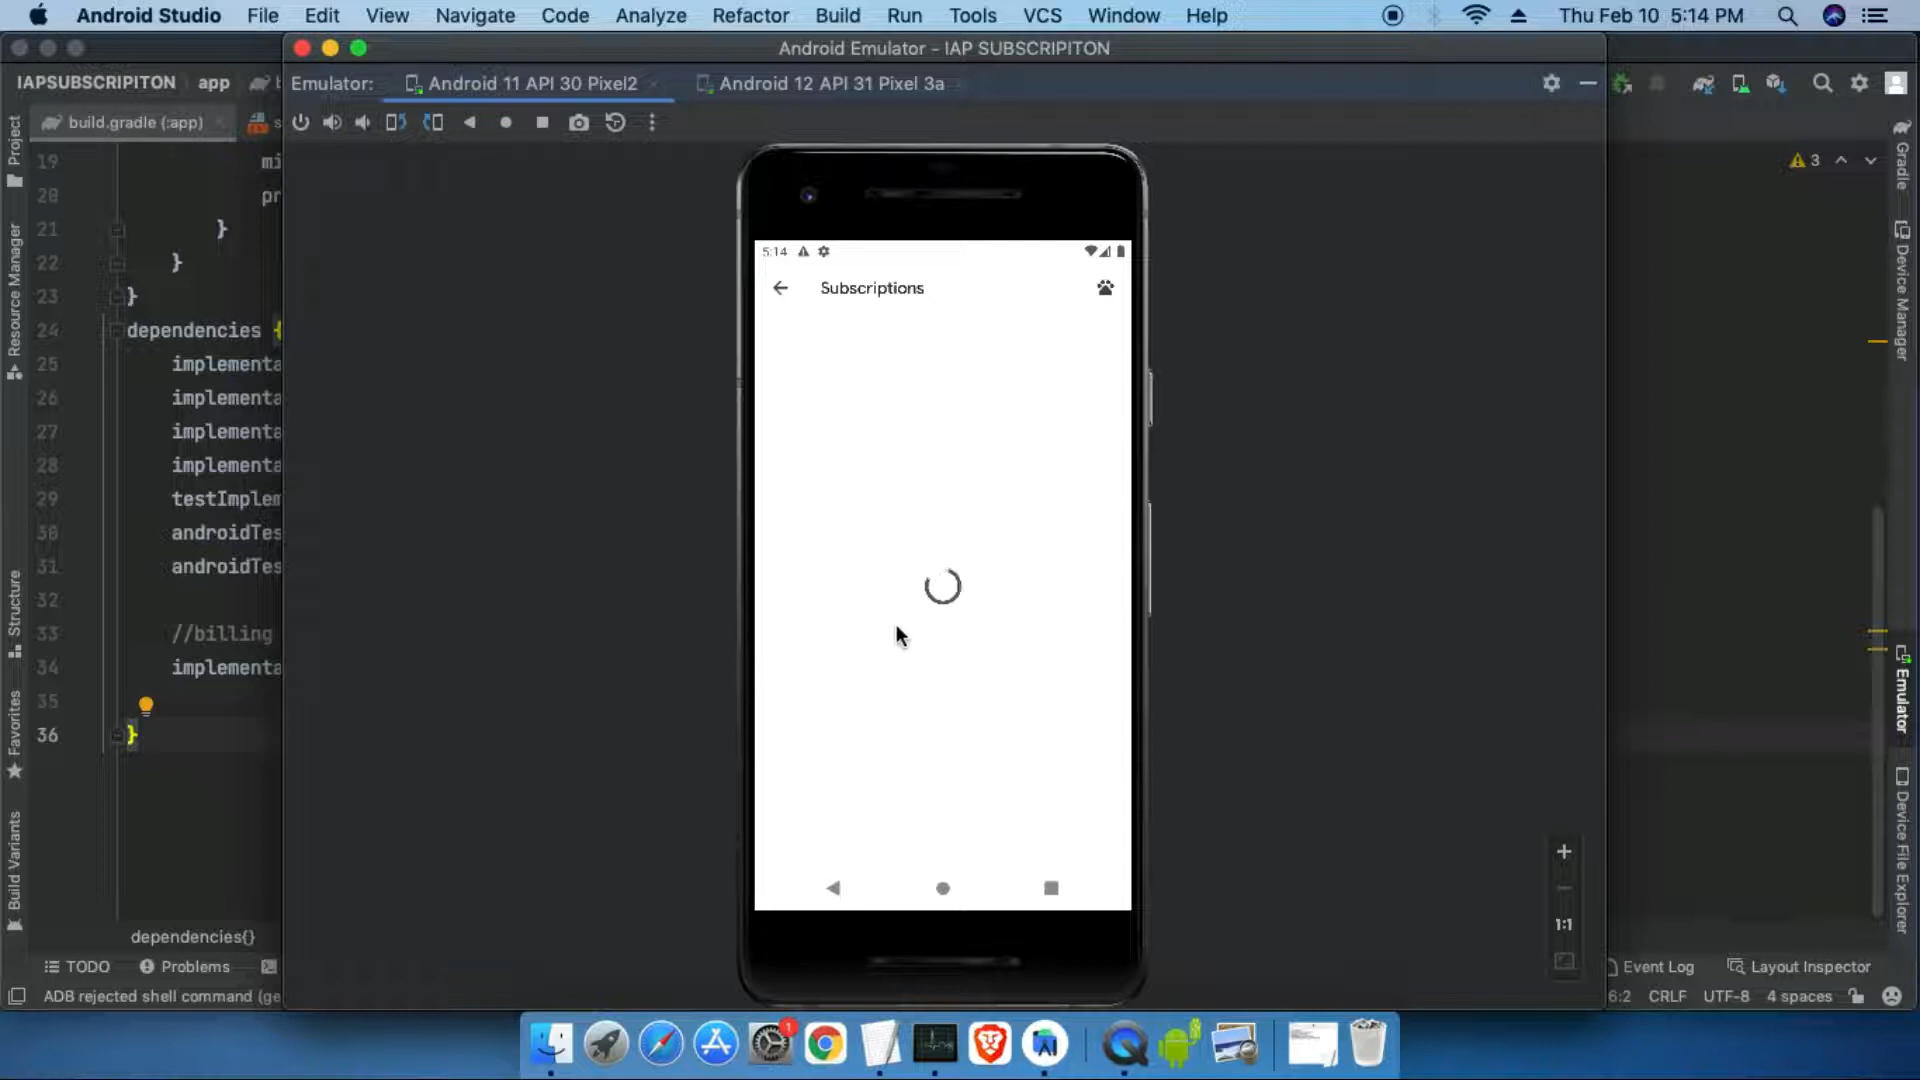 Android Studio File Edit View Navigate Code Analyze Refactor Build Run Tools VCS Window Help Thu Feb 10 5:14 PM
Android Emulator - IAP SUBSCRIPITON
IAPSUBSCRIPITON app
Emulator: Android 11 API 30 Pixel2 Android 12 API 31 Pixel 3a
build.gradle (:app)
19 mi
20 pr
21 }
22 }
23 }
24 dependencies {
25 implementa
26 implementa
27 implementa
28 implementa
29 testImplem
30 androidTes
31 androidTes
32
33 //billing
34 implementa
35
36 }
dependencies{}
TODO Problems
ADB rejected shell command (ge
Project
Resource Manager
Structure
Favorites
Build Variants
5:14
Subscriptions
3
1:1
Gradle
Device Manager
Emulator
Device File Explorer
Event Log Layout Inspector
6:2 CRLF UTF-8 4 spaces
1